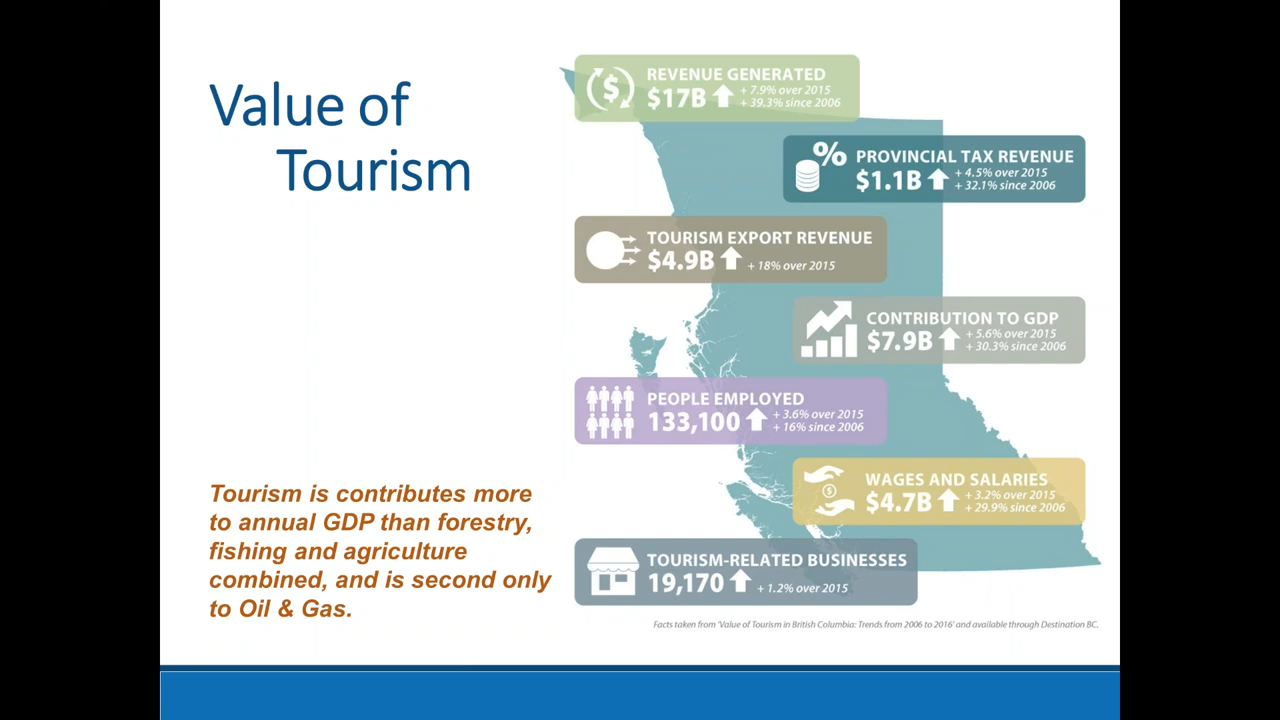 Value of
Tourism
REVENUE GENERATED
$17B + 7.9% over 2015
+ 39.3% since 2006
% PROVINCIAL TAX REVENUE
$1.1B + 4.5% over 2015
+ 32.1% since 2006
TOURISM EXPORT REVENUE
$4.9B + 18% over 2015
CONTRIBUTION TO GDP
$7.9B + 5.6% over 2015
+ 30.3% since 2006
PEOPLE EMPLOYED
133,100 + 3.6% over 2015
+ 16% since 2006
WAGES AND SALARIES
$4.7B + 3.2% over 2015
+ 29.9% since 2006
TOURISM-RELATED BUSINESSES
19,170 + 1.2% over 2015
Tourism is contributes more
to annual GDP than forestry,
fishing and agriculture
combined, and is second only
to Oil & Gas.
Facts taken from 'Value of Tourism in British Columbia: Trends from 2006 to 2016' and available through Destination BC.